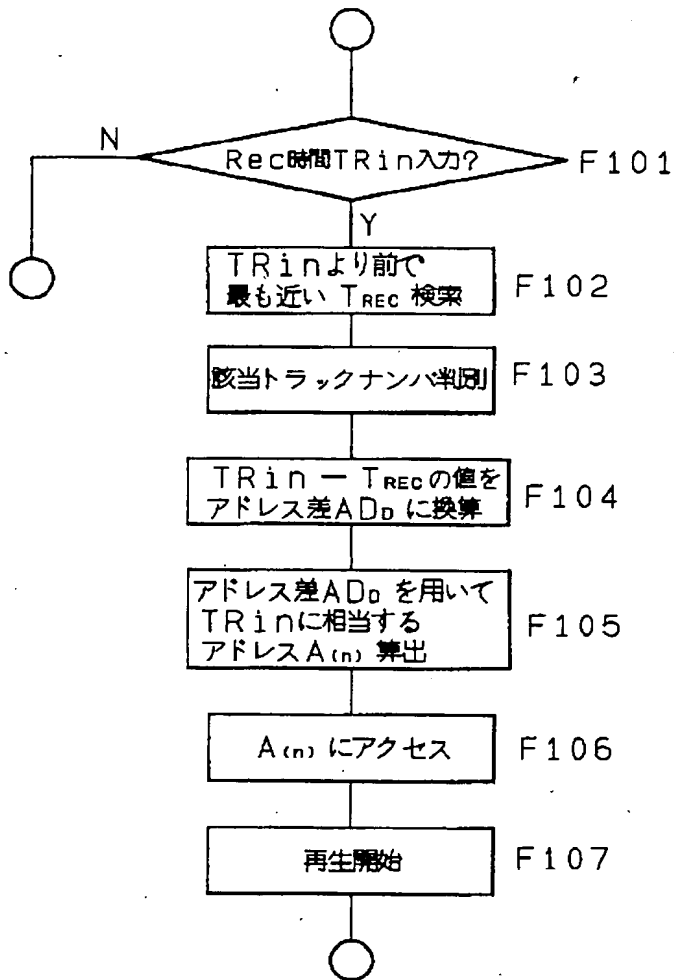 N
Rec時間TRin入力?
F101
Y
TRinより前で
最も近い TREC 検索
F102
該当トラックナンバ判別
F103
TRin－TRECの値を
アドレス差ADD に換算
F104
アドレス差ADD を用いて
TRinに相当する
アドレスA(n) 算出
F105
A(n) にアクセス
F106
再生開始
F107